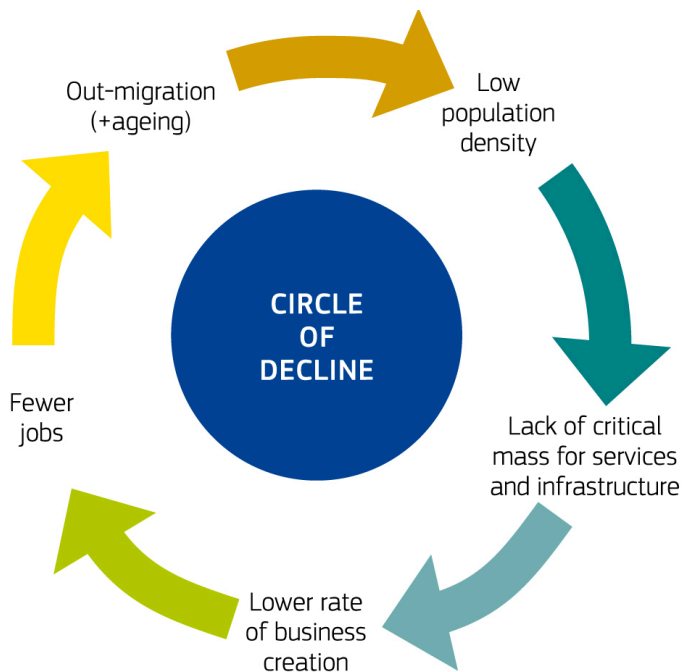 Out-migration
(+ageing)
Low
population
density
CIRCLE
OF
DECLINE
Fewer
jobs
Lack of critical
mass for services
and infrastructure
Lower rate
of business
creation